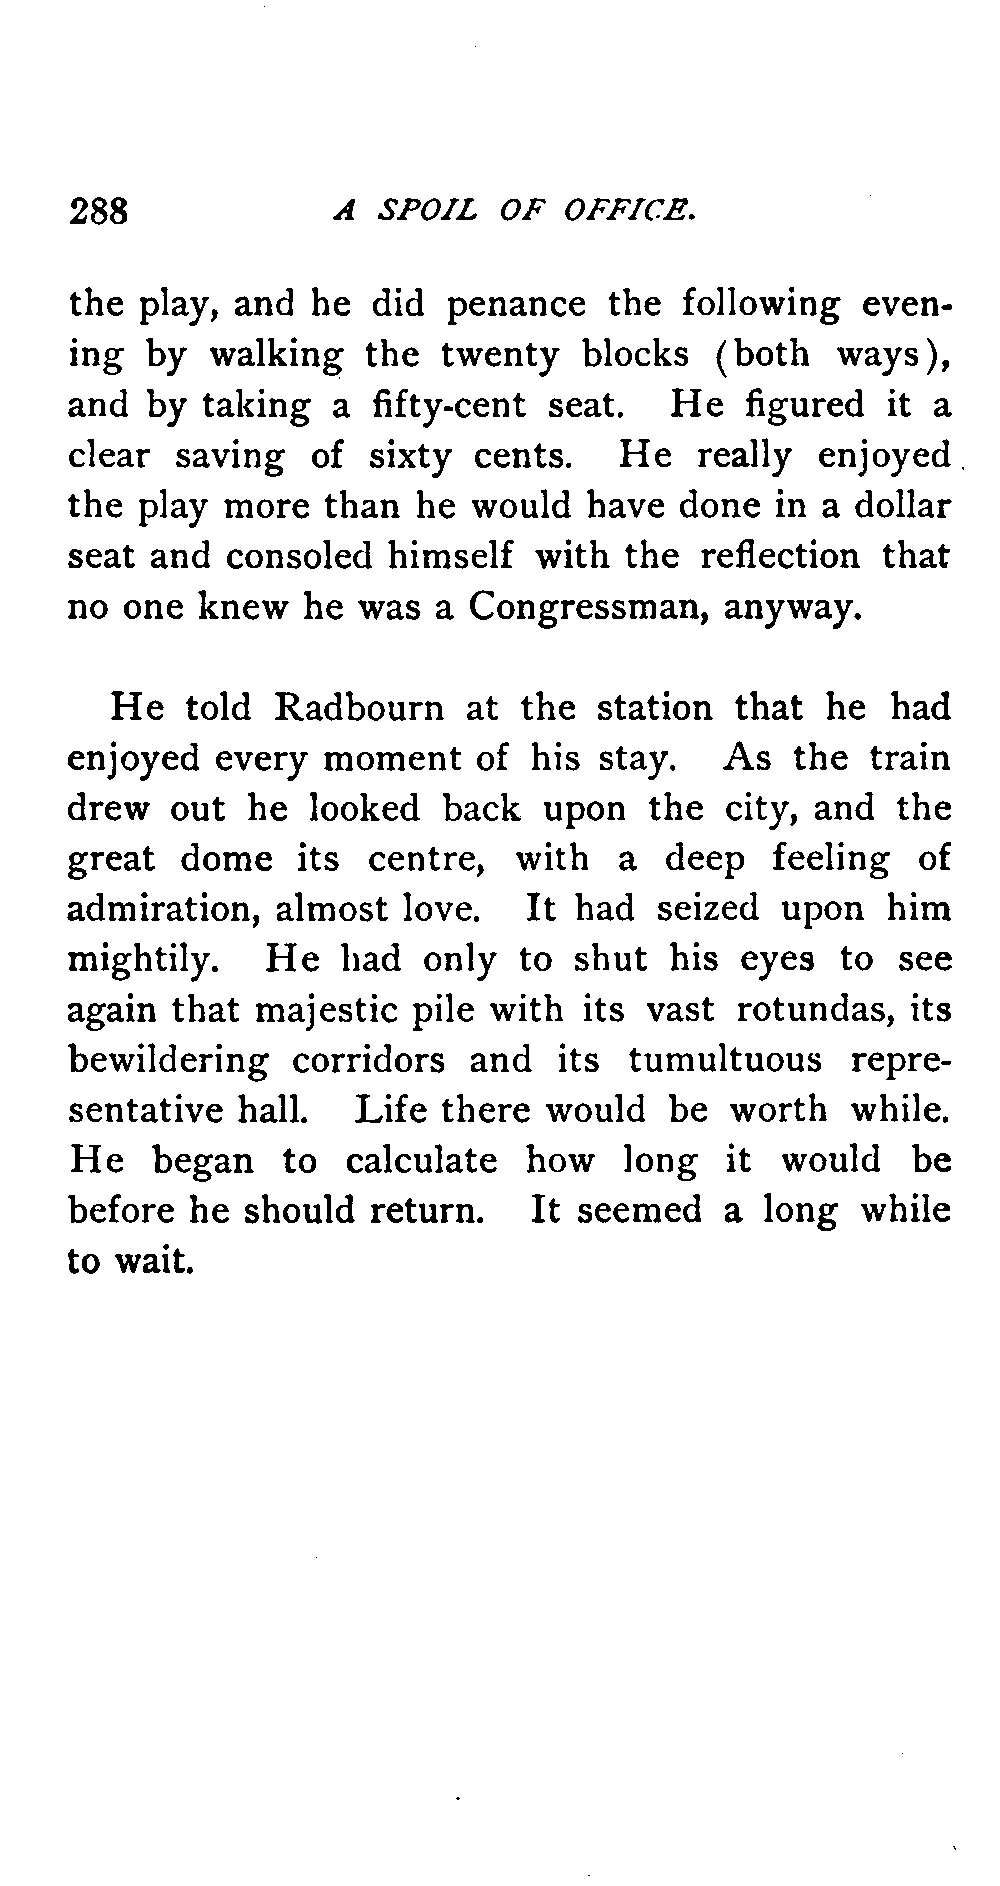 288 A SPOIL OF OFFICE.
the play, and he did penance the following even-
ing by walking the twenty blocks (both ways),
and by taking a fifty-cent seat. He figured it a
clear saving of sixty cents. He really enjoyed
the play more than he would have done in a dollar
seat and consoled himself with the reflection that
no one knew he was a Congressman, anyway.
He told Radbourn at the station that he had
enjoyed every moment of his stay. As the train
drew out he looked back upon the city, and the
great dome its centre, with a deep feeling of
admiration, almost love. It had seized upon him
mightily. He had only to shut his eyes to see
again that majestic pile with its vast rotundas, its
bewildering corridors and its tumultuous repre-
sentative hall. Life there would be worth while.
He began to calculate how long it would be
before he should return. It seemed a long while
to wait.